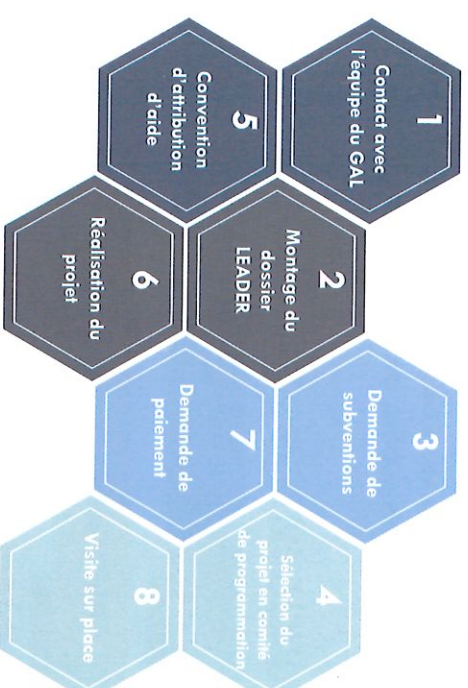 1
Contact avec
l'équipe du GAL
2
Montage du
dossier
LEADER
3
Demande de
subventions
4
Sélection du
projet en comité
de programmation
5
Convention
d'attribution
d'aide
6
Réalisation du
projet
7
Demande de
paiement
8
Visite sur place